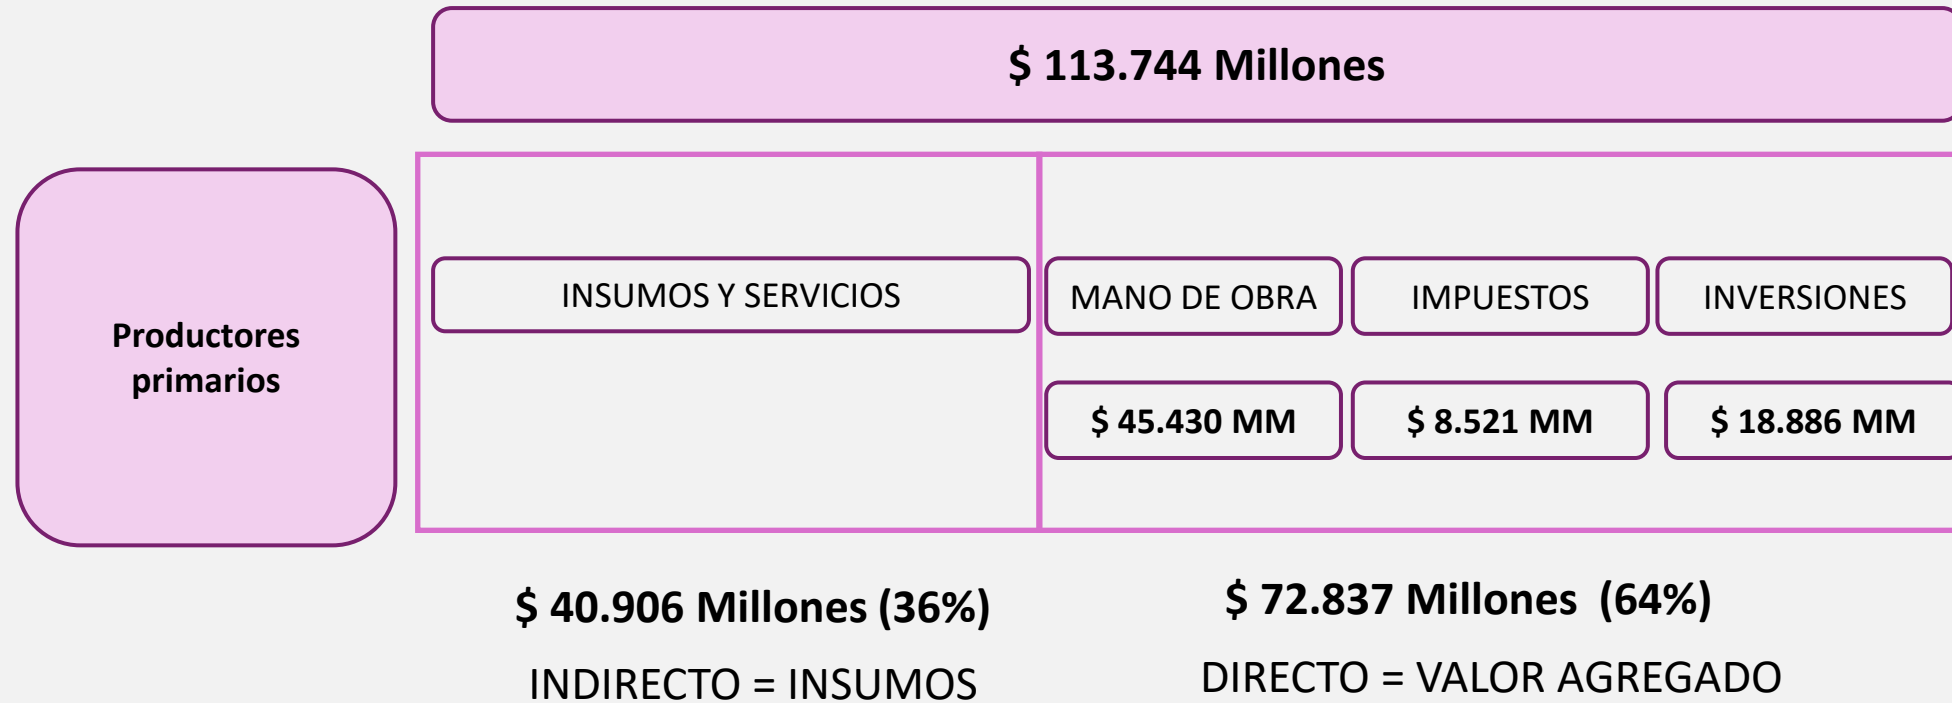 $ 113.744 Millones
Productores
primarios
INSUMOS Y SERVICIOS
MANO DE OBRA
IMPUESTOS
INVERSIONES
$ 45.430 MM
$ 8.521 MM
$ 18.886 MM
$ 40.906 Millones (36%)
$ 72.837 Millones  (64%)
INDIRECTO = INSUMOS
DIRECTO = VALOR AGREGADO